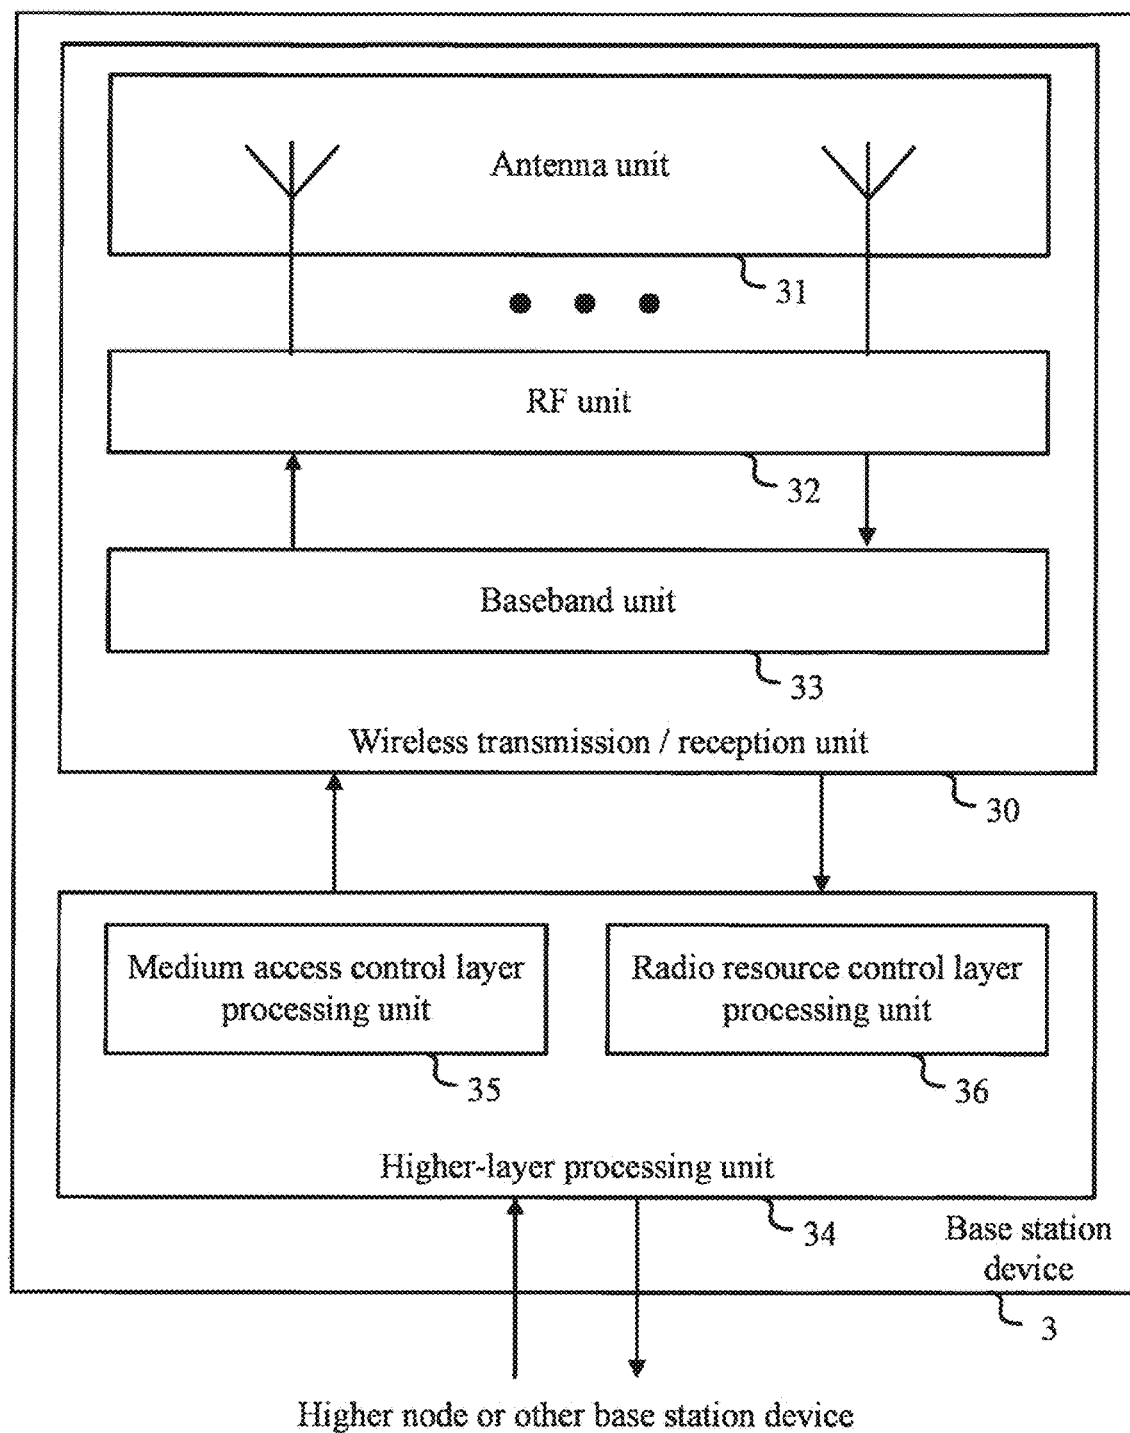 Antenna unit
31
RF unit
32
Baseband unit
33
Wireless transmission / reception unit
30
Medium access control layer
processing unit
35
Radio resource control layer
processing unit
36
Higher-layer processing unit
34
Base station
device
3
Higher node or other base station device